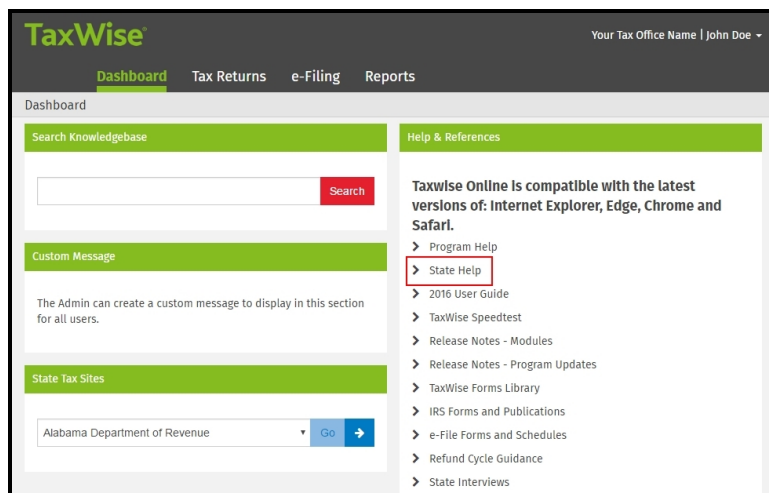 TaxWise®
Your Tax Office Name | John Doe
Dashboard Tax Returns e-Filing Reports
Dashboard
Search Knowledgebase
Search
Custom Message
The Admin can create a custom message to display in this section
for all users.
State Tax Sites
Alabama Department of Revenue
Go
Help & References
Taxwise Online is compatible with the latest
versions of: Internet Explorer, Edge, Chrome and
Safari.
Program Help
State Help
2016 User Guide
TaxWise Speedtest
Release Notes - Modules
Release Notes - Program Updates
TaxWise Forms Library
IRS Forms and Publications
e-File Forms and Schedules
Refund Cycle Guidance
State Interviews